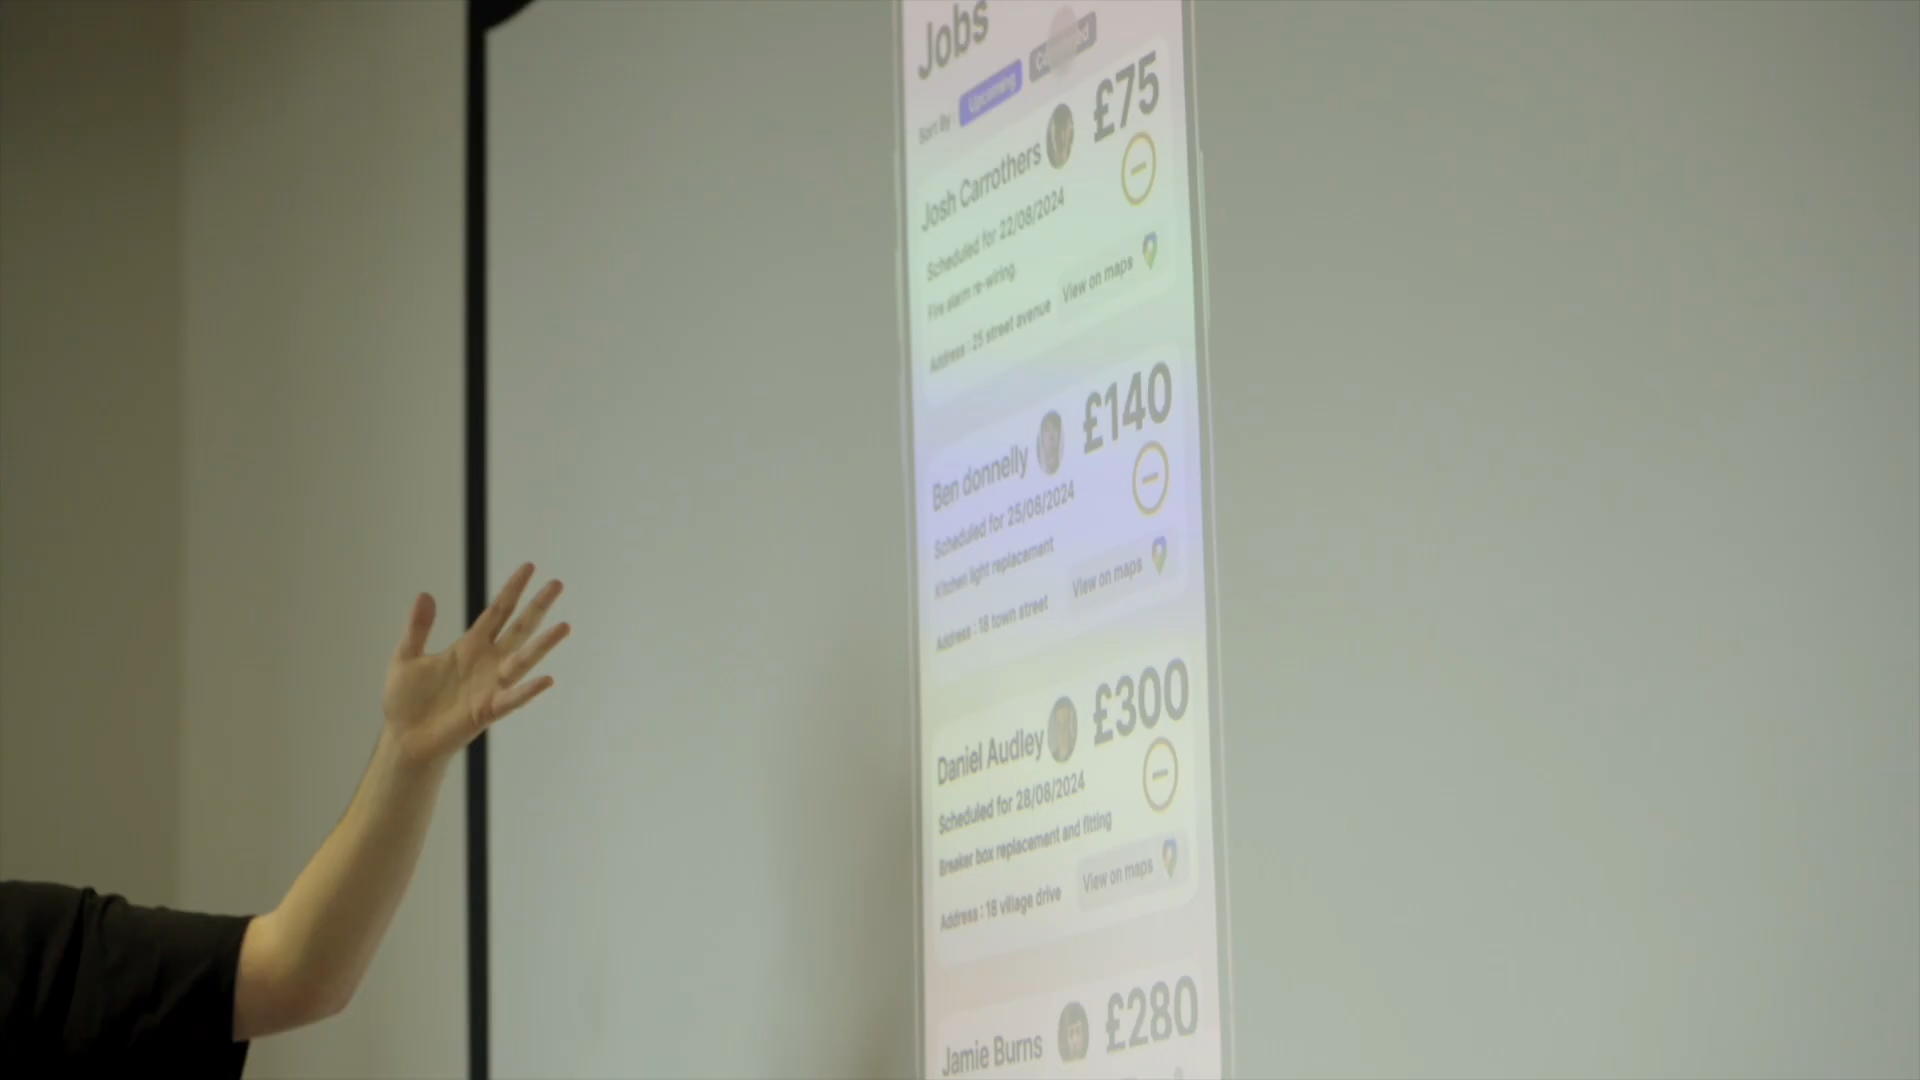 Jobs
Sort By Upcoming
Josh Carrothers £75
Scheduled for 22/08/2024
Fire alarm re-wiring
Address : 25 street avenue View on maps
Ben donnelly £140
Scheduled for 25/08/2024
Kitchen light replacement
Address : 18 town street View on maps
Daniel Audley £300
Scheduled for 28/08/2024
Breaker box replacement and fitting
Address : 18 village drive View on maps
Jamie Burns £280